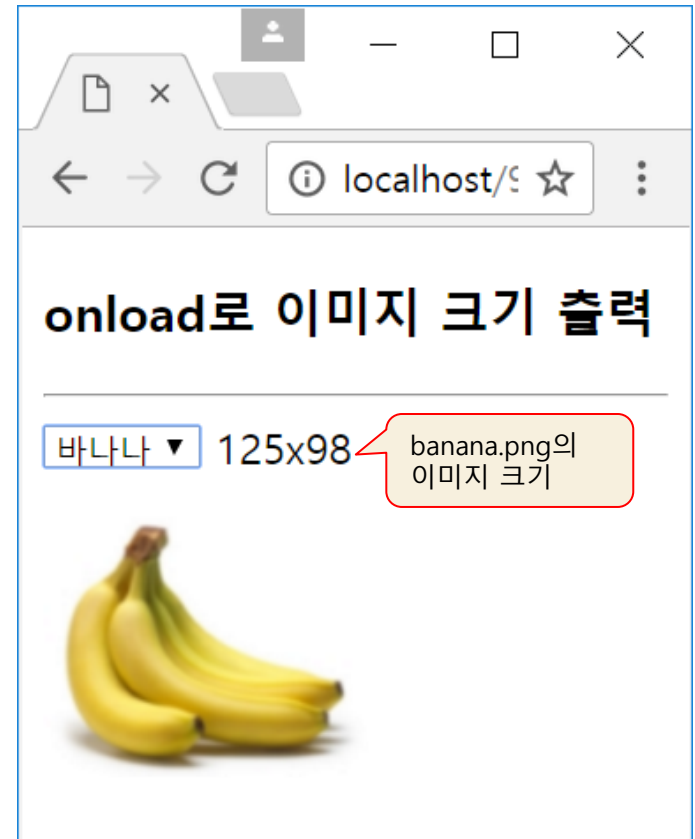 localhost/9
onload로 이미지 크기 출력
바나나 ▼ 125x98
banana.png의
이미지 크기